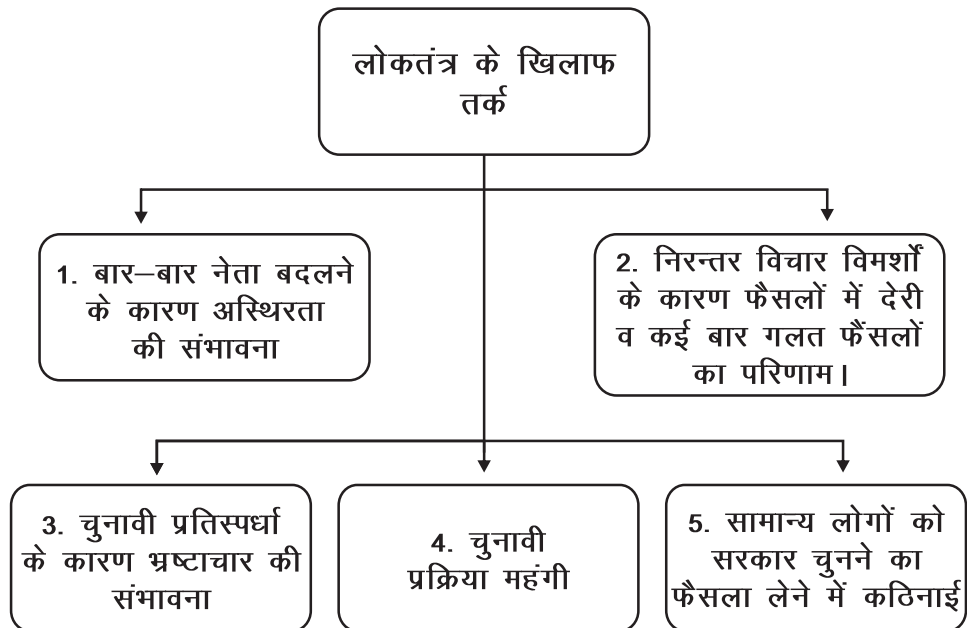 लोकतंत्र के खिलाफ
तर्क
1. बार–बार नेता बदलने
के कारण अस्थिरता
की संभावना
2. निरन्तर विचार विमर्शों
के कारण फैसलों में देरी
व कई बार गलत फैंसलों
का परिणाम।
3. चुनावी प्रतिस्पर्धा
के कारण भ्रष्टाचार की
संभावना
4. चुनावी
प्रक्रिया महंगी
5. सामान्य लोगों को
सरकार चुनने का
फैसला लेने में कठिनाई